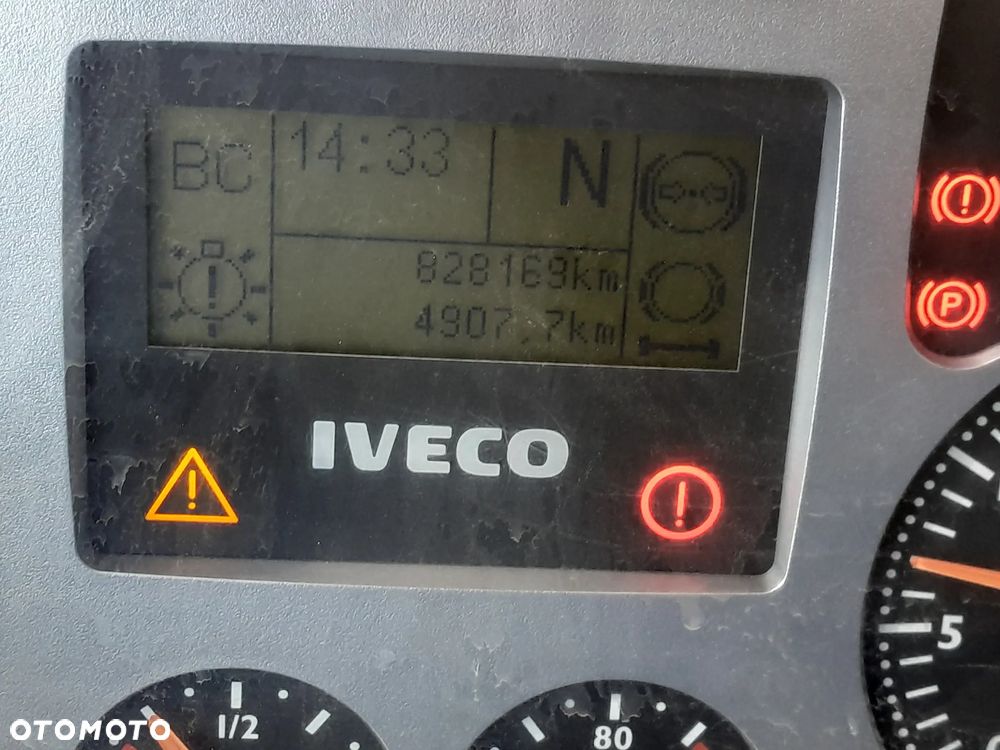 BC
14:33
N
828169km
4907.7km
IVECO
P
5
1/2
80
OTOMOTO